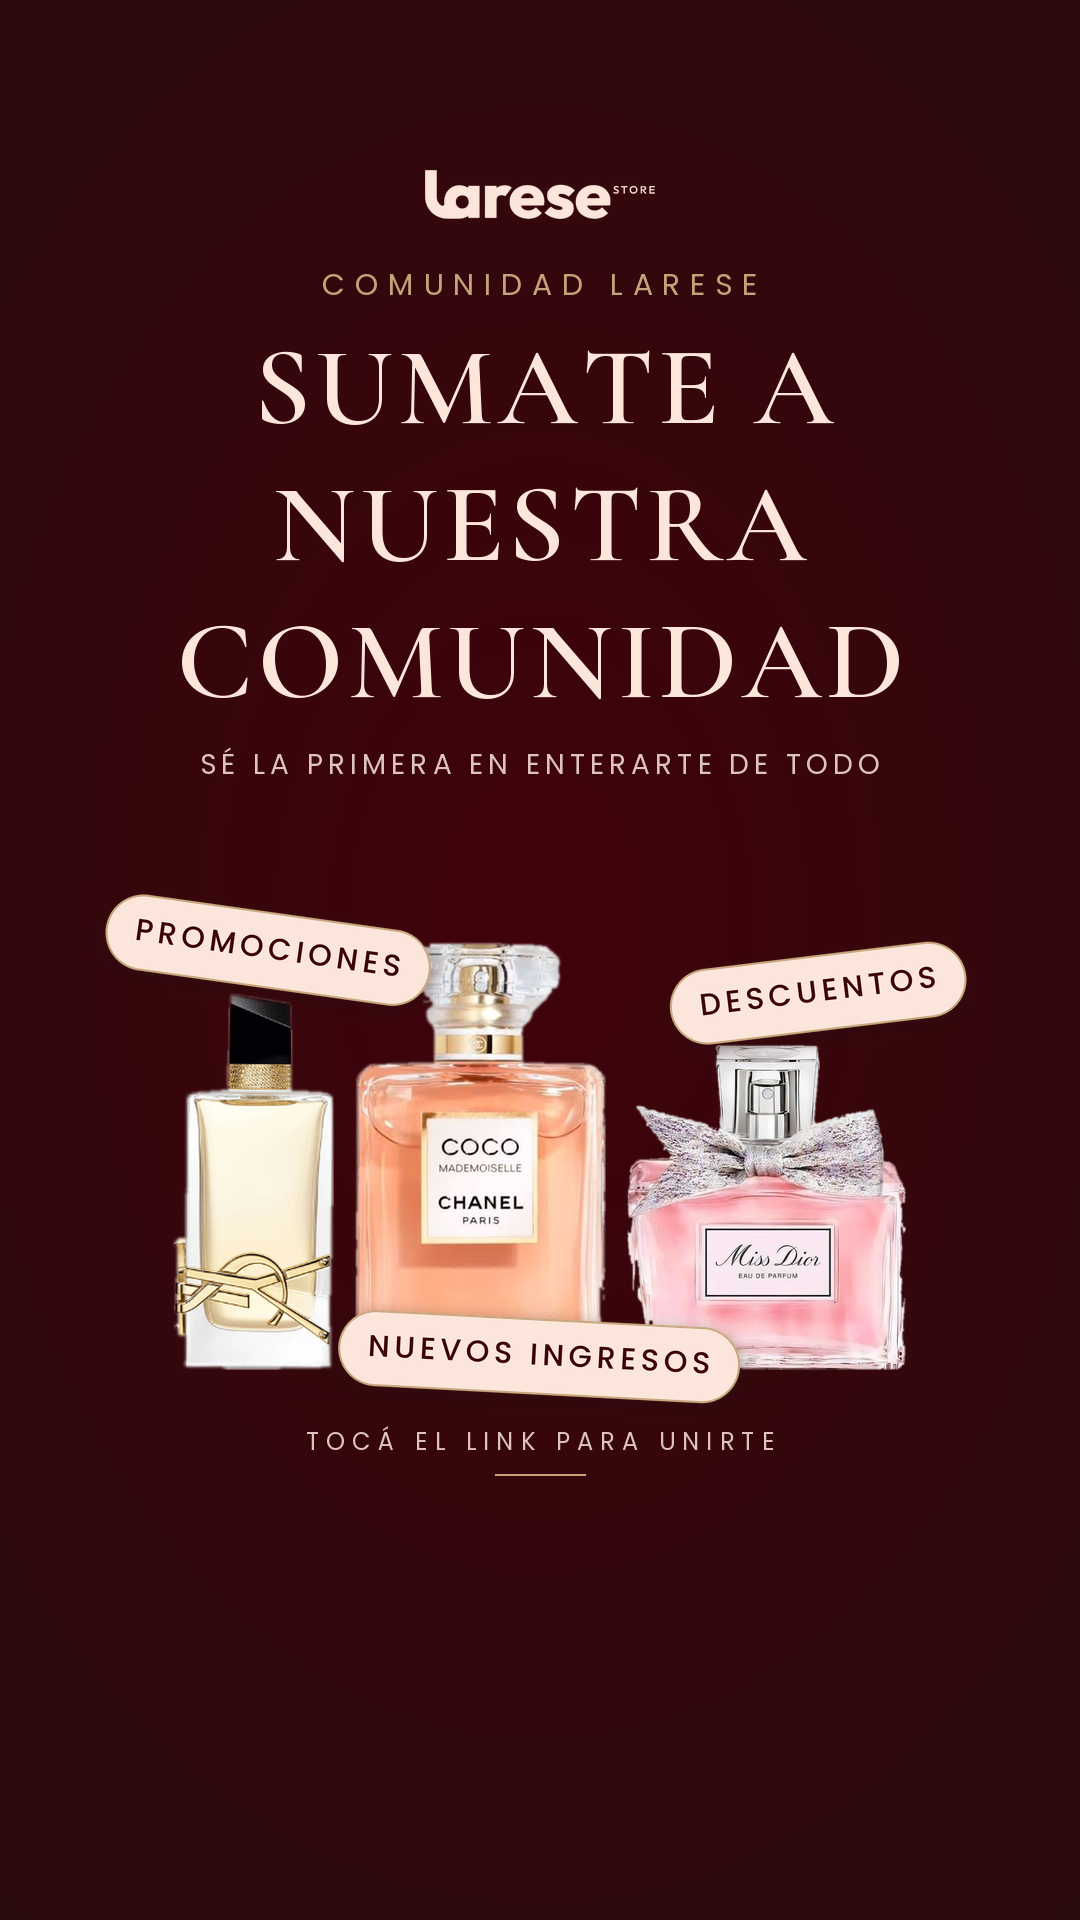 larese STORE
COMUNIDAD LARESE
SUMATE A
NUESTRA
COMUNIDAD
SÉ LA PRIMERA EN ENTERARTE DE TODO
PROMOCIONES
DESCUENTOS
COCO
MADEMOISELLE
CHANEL
PARIS
Miss Dior
EAU DE PARFUM
NUEVOS INGRESOS
TOCÁ EL LINK PARA UNIRTE